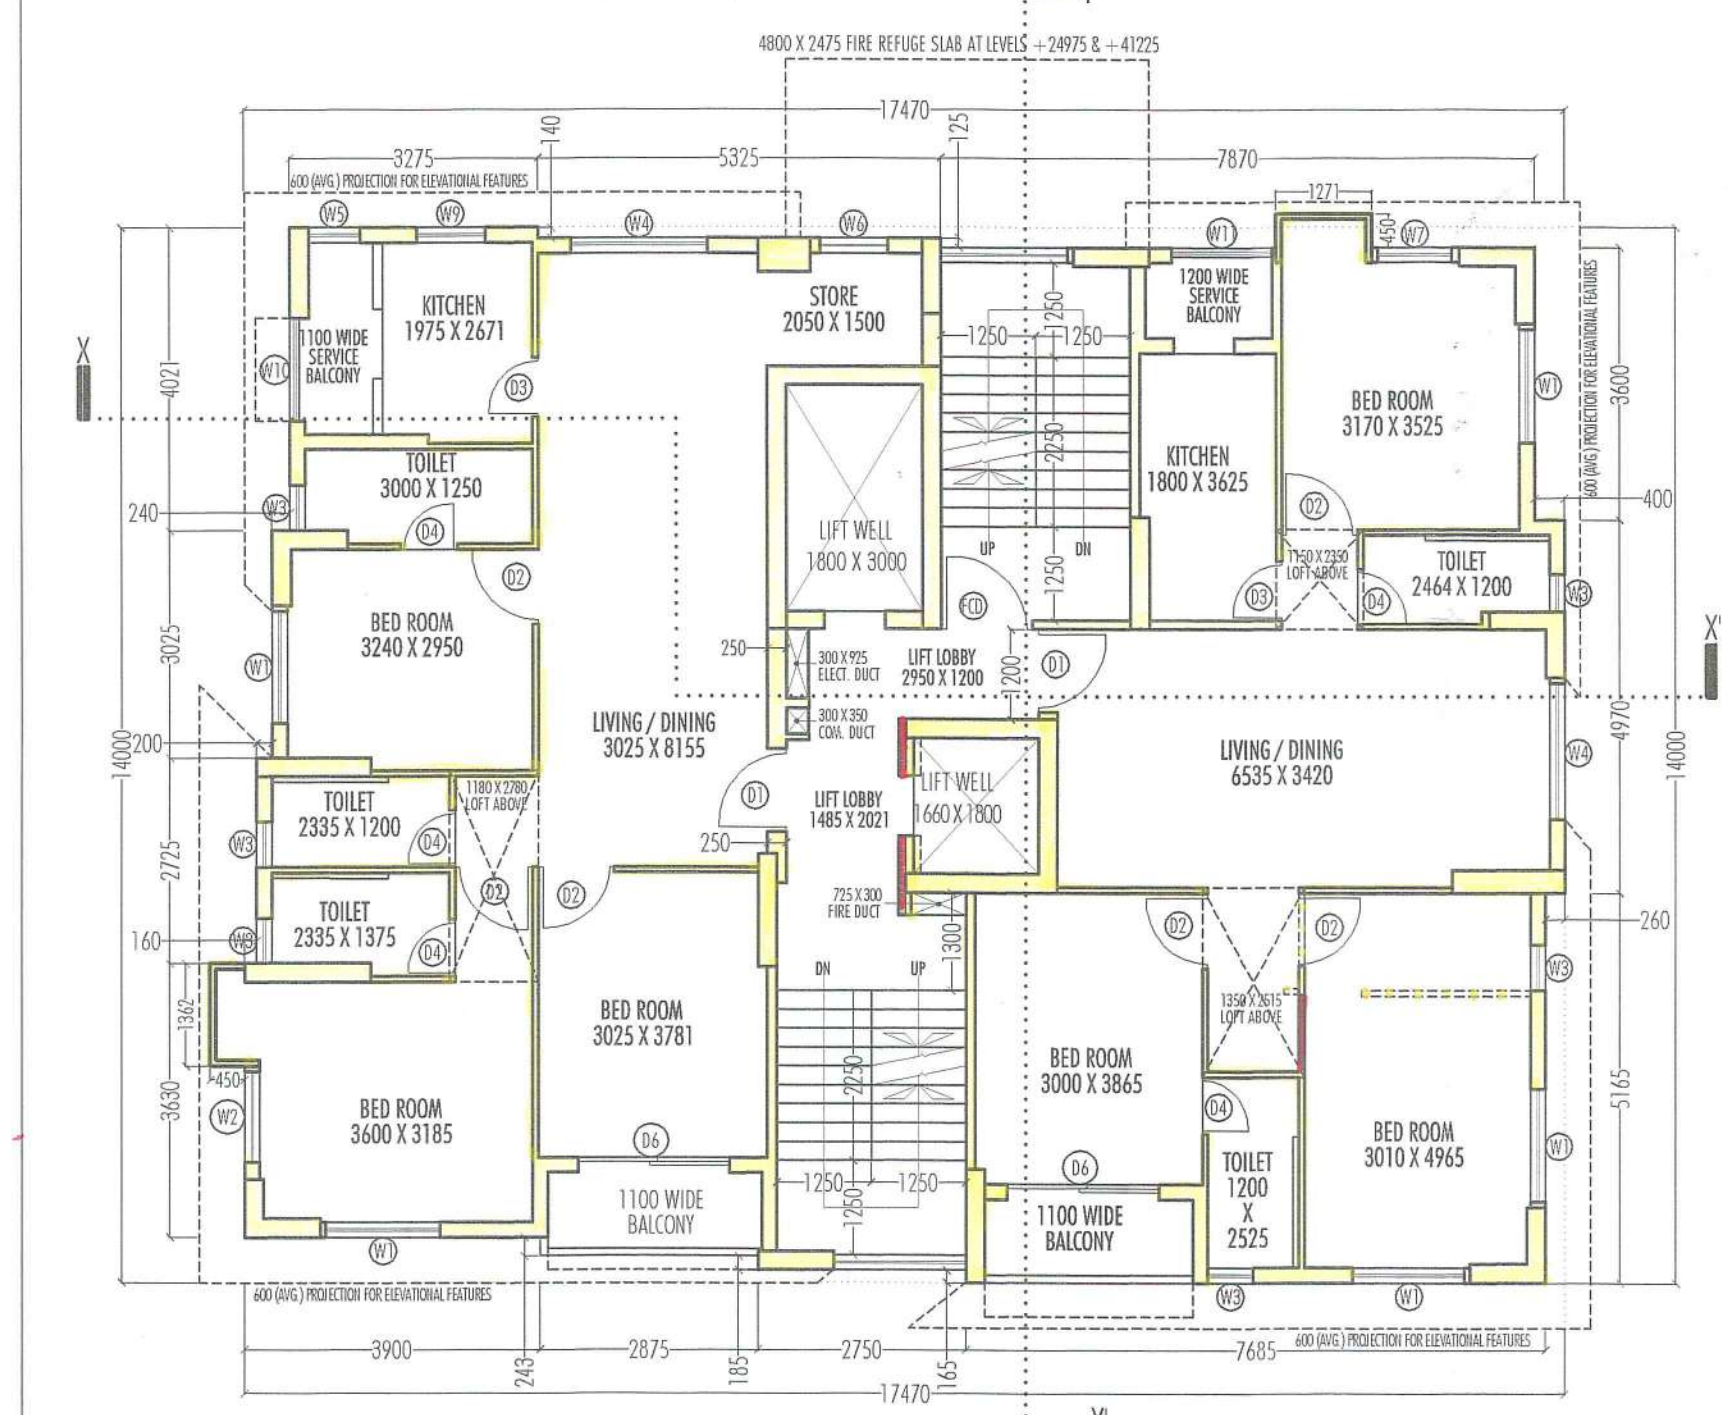 4800 X 2475 FIRE REFUGE SLAB AT LEVELS +24975 & +41225
17470
140
125
3275
5325
7870
600 (AVG.) PROJECTION FOR ELEVATIONAL FEATURES
1271
W5
W9
W4
W6
W11
450
W7
KITCHEN
1975 X 2671
1100 WIDE
SERVICE
BALCONY
W10
D3
STORE
2050 X 1500
1250
1250
1250
2250
1250
UP
DN
1200 WIDE
SERVICE
BALCONY
BED ROOM
3170 X 3525
W1
600 (AVG.) PROJECTION FOR ELEVATIONAL FEATURES
3600
X
4021
TOILET
3000 X 1250
D4
W3
240
LIFT WELL
1800 X 3000
KITCHEN
1800 X 3625
D2
400
FCD
D3
1150 X 2350
LOFT ABOVE
D4
TOILET
2464 X 1200
W3
D2
BED ROOM
3240 X 2950
3025
W1
250
300 X 925
ELECT. DUCT
LIFT LOBBY
2950 X 1200
1200
D1
X'
300 X 350
COM. DUCT
LIVING / DINING
3025 X 8155
LIVING / DINING
6535 X 3420
W4
4970
14000
14000
200
1180 X 2780
LOFT ABOVE
TOILET
2335 X 1200
D4
W3
D1
LIFT LOBBY
1485 X 2021
LIFT WELL
1660 X 1800
250
2725
D2
D2
725 X 300
FIRE DUCT
TOILET
2335 X 1375
D4
W3
160
1300
D2
D2
260
DN
UP
W3
1350 X 2615
LOFT ABOVE
1362
BED ROOM
3025 X 3781
450
W2
3630
BED ROOM
3600 X 3185
2250
BED ROOM
3000 X 3865
D4
5165
BED ROOM
3010 X 4965
W1
D6
D6
1250
1250
1250
TOILET
1200
X
2525
1100 WIDE
BALCONY
1100 WIDE
BALCONY
W1
W3
W1
600 (AVG.) PROJECTION FOR ELEVATIONAL FEATURES
600 (AVG.) PROJECTION FOR ELEVATIONAL FEATURES
3900
243
2875
185
2750
165
7685
17470